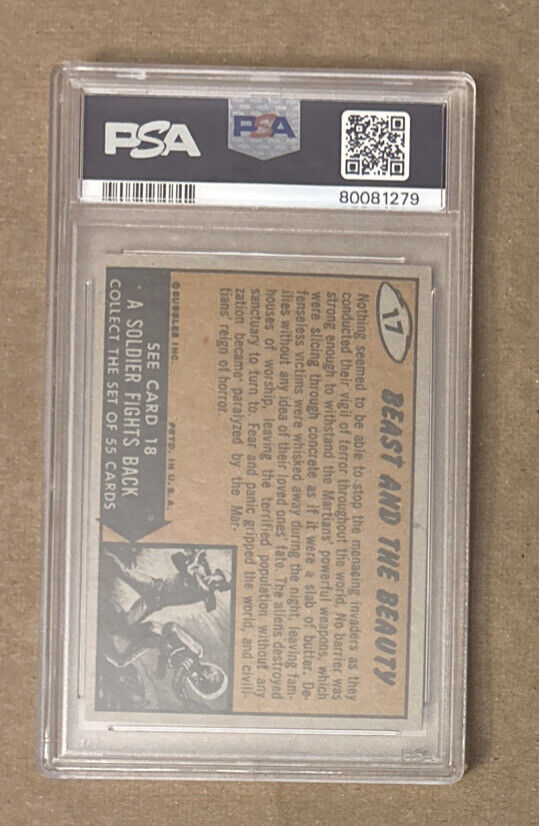 PSA
PSA
80081279
17
BEAST AND THE BEAUTY
Nothing seemed to be able to stop the menacing invaders as they
conducted their vigil of terror throughout the world. No barrier was
strong enough to withstand the Martians' powerful weapons, which
were slicing through concrete as if it were a slab of butter. De-
fenseless victims were whisked away during the night, leaving fam-
ilies without any idea of their loved ones' fate. The aliens destroyed
houses of worship, leaving the terrified population without any
sanctuary to turn to. Fear and panic gripped the world, and civili-
zation became paralyzed by the Mar-
tians' reign of horror
©BUBBLES INC. PRTD. IN U.S.A.
SEE CARD 18
A SOLDIER FIGHTS BACK
COLLECT THE SET OF 55 CARDS